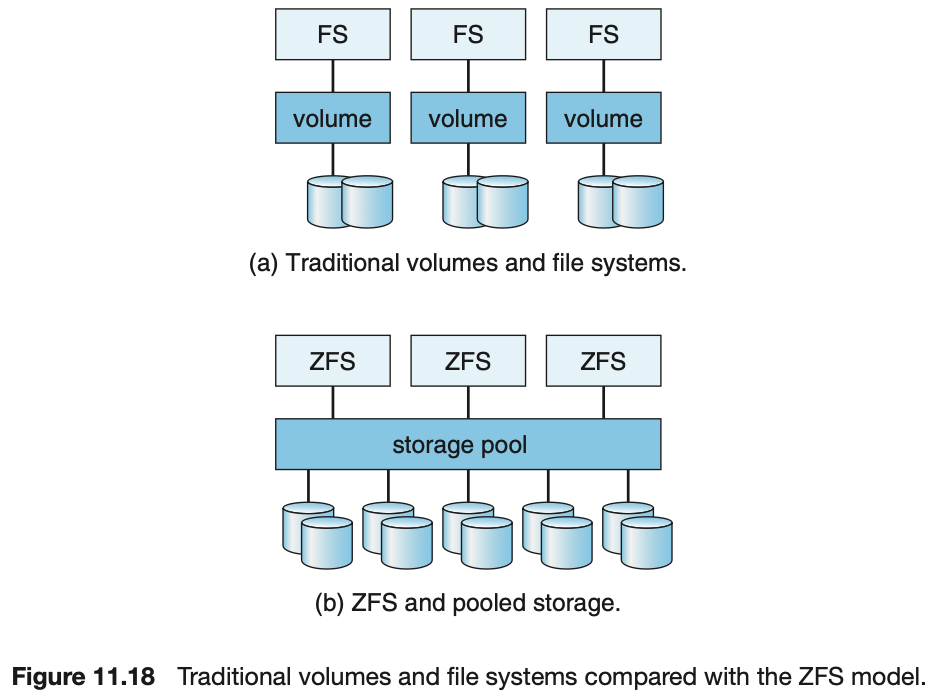 FS FS FS
volume volume volume
(a) Traditional volumes and file systems.
ZFS ZFS ZFS
storage pool
(b) ZFS and pooled storage.
Figure 11.18 Traditional volumes and file systems compared with the ZFS model.